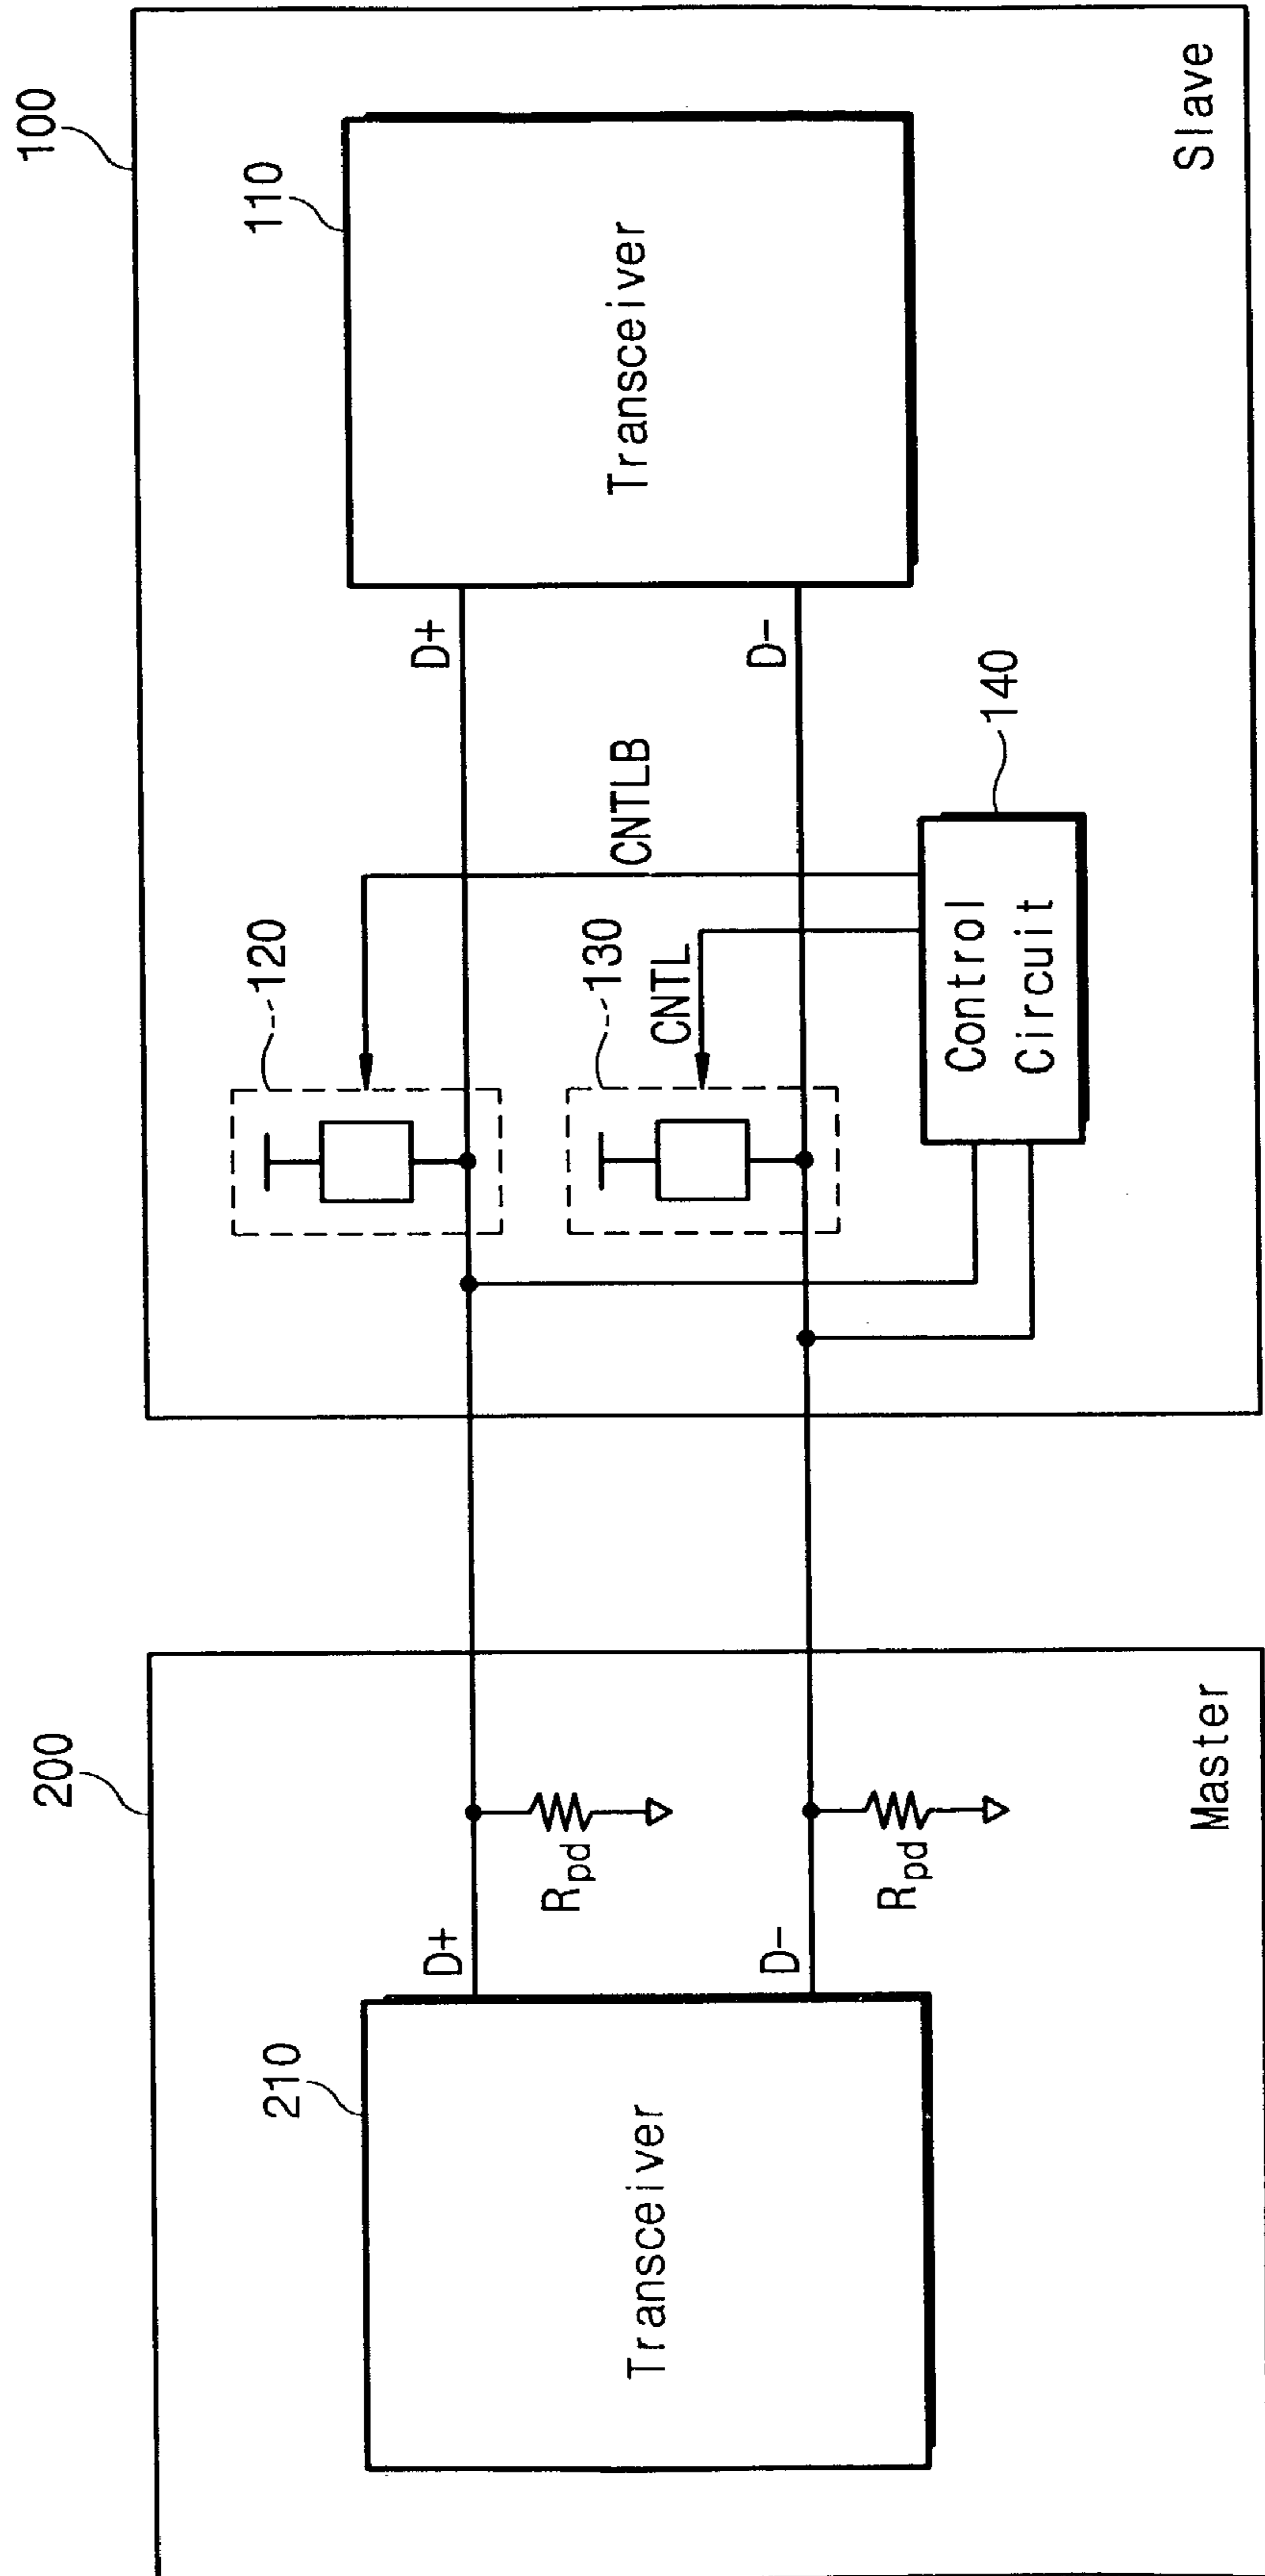 200
210
Transceiver
D+
D-
Rpd
Rpd
Master
100
120
130
CNTL
CNTLB
D+
D-
110
Transceiver
Control
Circuit
140
Slave